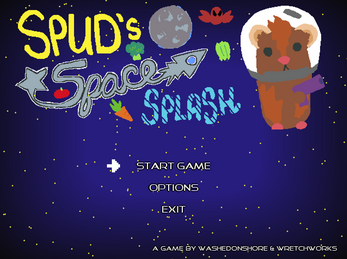 SPUD'S
Space
SPLASH
START GAME
OPTIONS
EXIT
A GAME BY WASHEDONSHORE & WRETCHWORKS